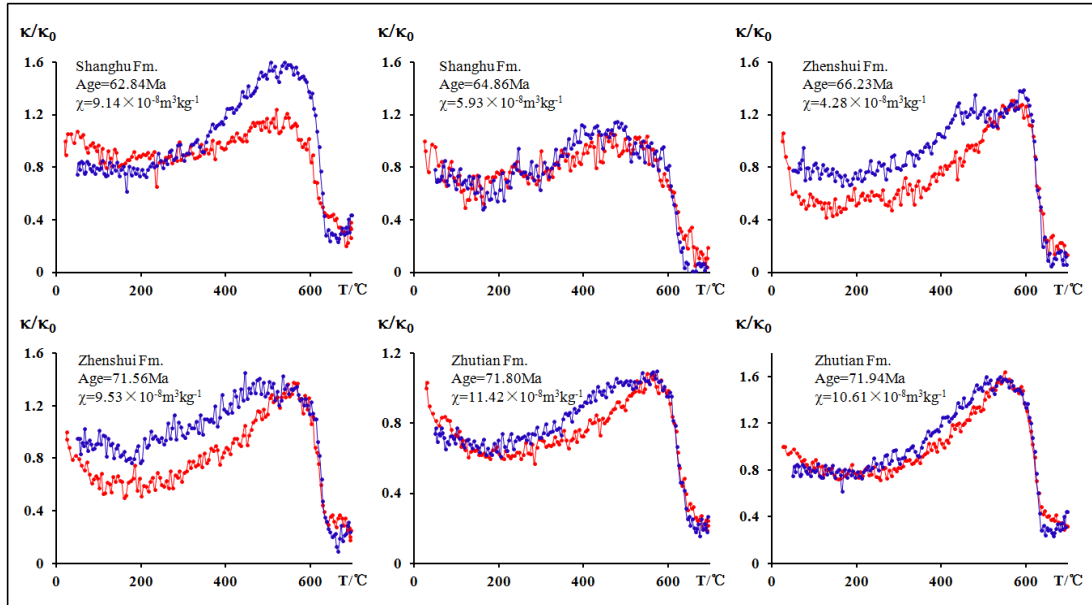 κ/κ0
Shanghu Fm.
Age=62.84Ma
χ=9.14×10-8m3kg-1
1.6
1.2
0.8
0.4
0
0
200
400
600
T/℃
κ/κ0
Shanghu Fm.
Age=64.86Ma
χ=5.93×10-8m3kg-1
1.6
1.2
0.8
0.4
0
0
200
400
600
T/℃
κ/κ0
Zhenshui Fm.
Age=66.23Ma
χ=4.28×10-8m3kg-1
1.6
1.2
0.8
0.4
0
0
200
400
600
T/℃
κ/κ0
Zhenshui Fm.
Age=71.56Ma
χ=9.53×10-8m3kg-1
1.6
1.2
0.8
0.4
0
0
200
400
600
T/℃
κ/κ0
Zhutian Fm.
Age=71.80Ma
χ=11.42×10-8m3kg-1
1.2
0.8
0.4
0
0
200
400
600
T/℃
κ/κ0
Zhutian Fm.
Age=71.94Ma
χ=10.61×10-8m3kg-1
1.6
1.2
0.8
0.4
0
0
200
400
600
T/℃